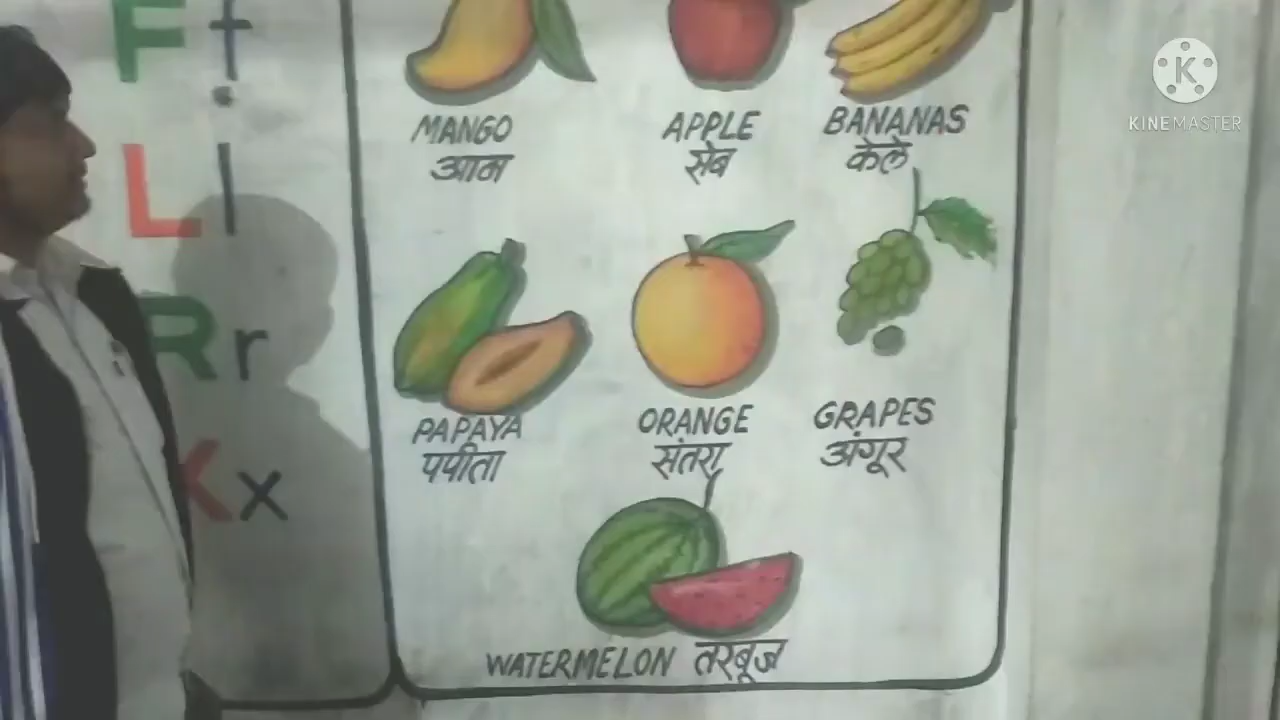 F f
L l
R r
X x
MANGO
आम
APPLE
सेब
BANANAS
केले
PAPAYA
पपीता
ORANGE
संतरा
GRAPES
अंगूर
WATERMELON तरबूज
K
KINEMASTER